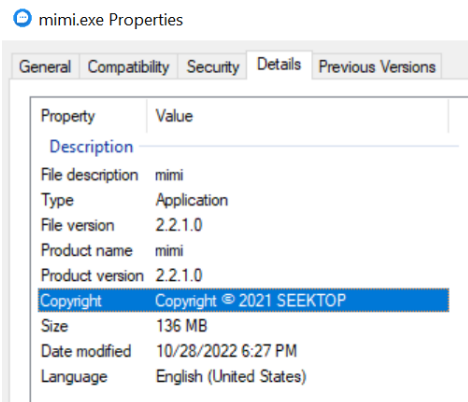 mimi.exe Properties
General Compatibility Security Details Previous Versions
Property Value
Description
File description mimi
Type Application
File version 2.2.1.0
Product name mimi
Product version 2.2.1.0
Copyright Copyright © 2021 SEEKTOP
Size 136 MB
Date modified 10/28/2022 6:27 PM
Language English (United States)